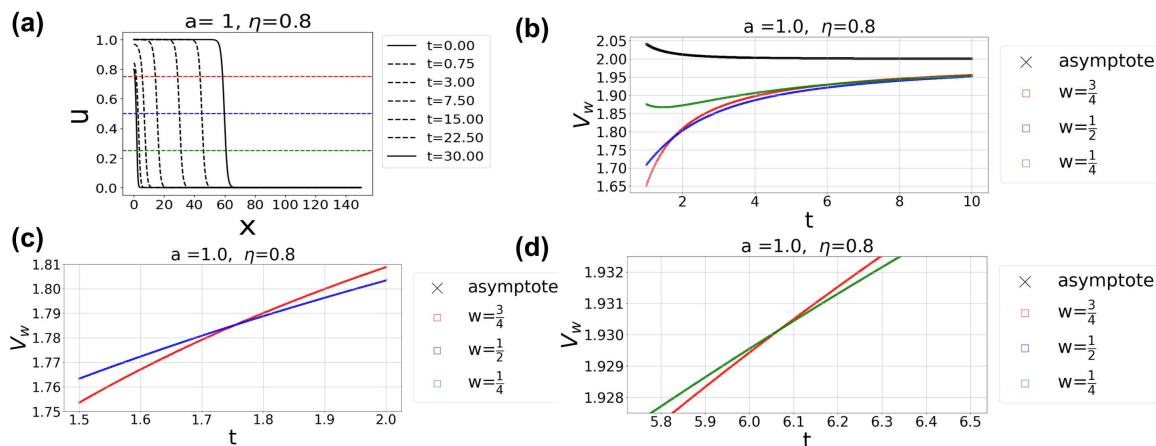 (a)
a= 1, η=0.8
1.0
0.8
0.6
0.4
0.2
0.0
u
0 20 40 60 80 100 120 140
x
t=0.00
t=0.75
t=3.00
t=7.50
t=15.00
t=22.50
t=30.00
(b)
a =1.0, η=0.8
2.05
2.00
1.95
1.90
1.85
1.80
1.75
1.70
1.65
V_w
2 4 6 8 10
t
asymptote
w=3/4
w=1/2
w=1/4
(c)
a =1.0, η=0.8
1.81
1.80
1.79
1.78
1.77
1.76
1.75
V_w
1.5 1.6 1.7 1.8 1.9 2.0
t
asymptote
w=3/4
w=1/2
w=1/4
(d)
a =1.0, η=0.8
1.932
1.931
1.930
1.929
1.928
V_w
5.8 5.9 6.0 6.1 6.2 6.3 6.4 6.5
t
asymptote
w=3/4
w=1/2
w=1/4